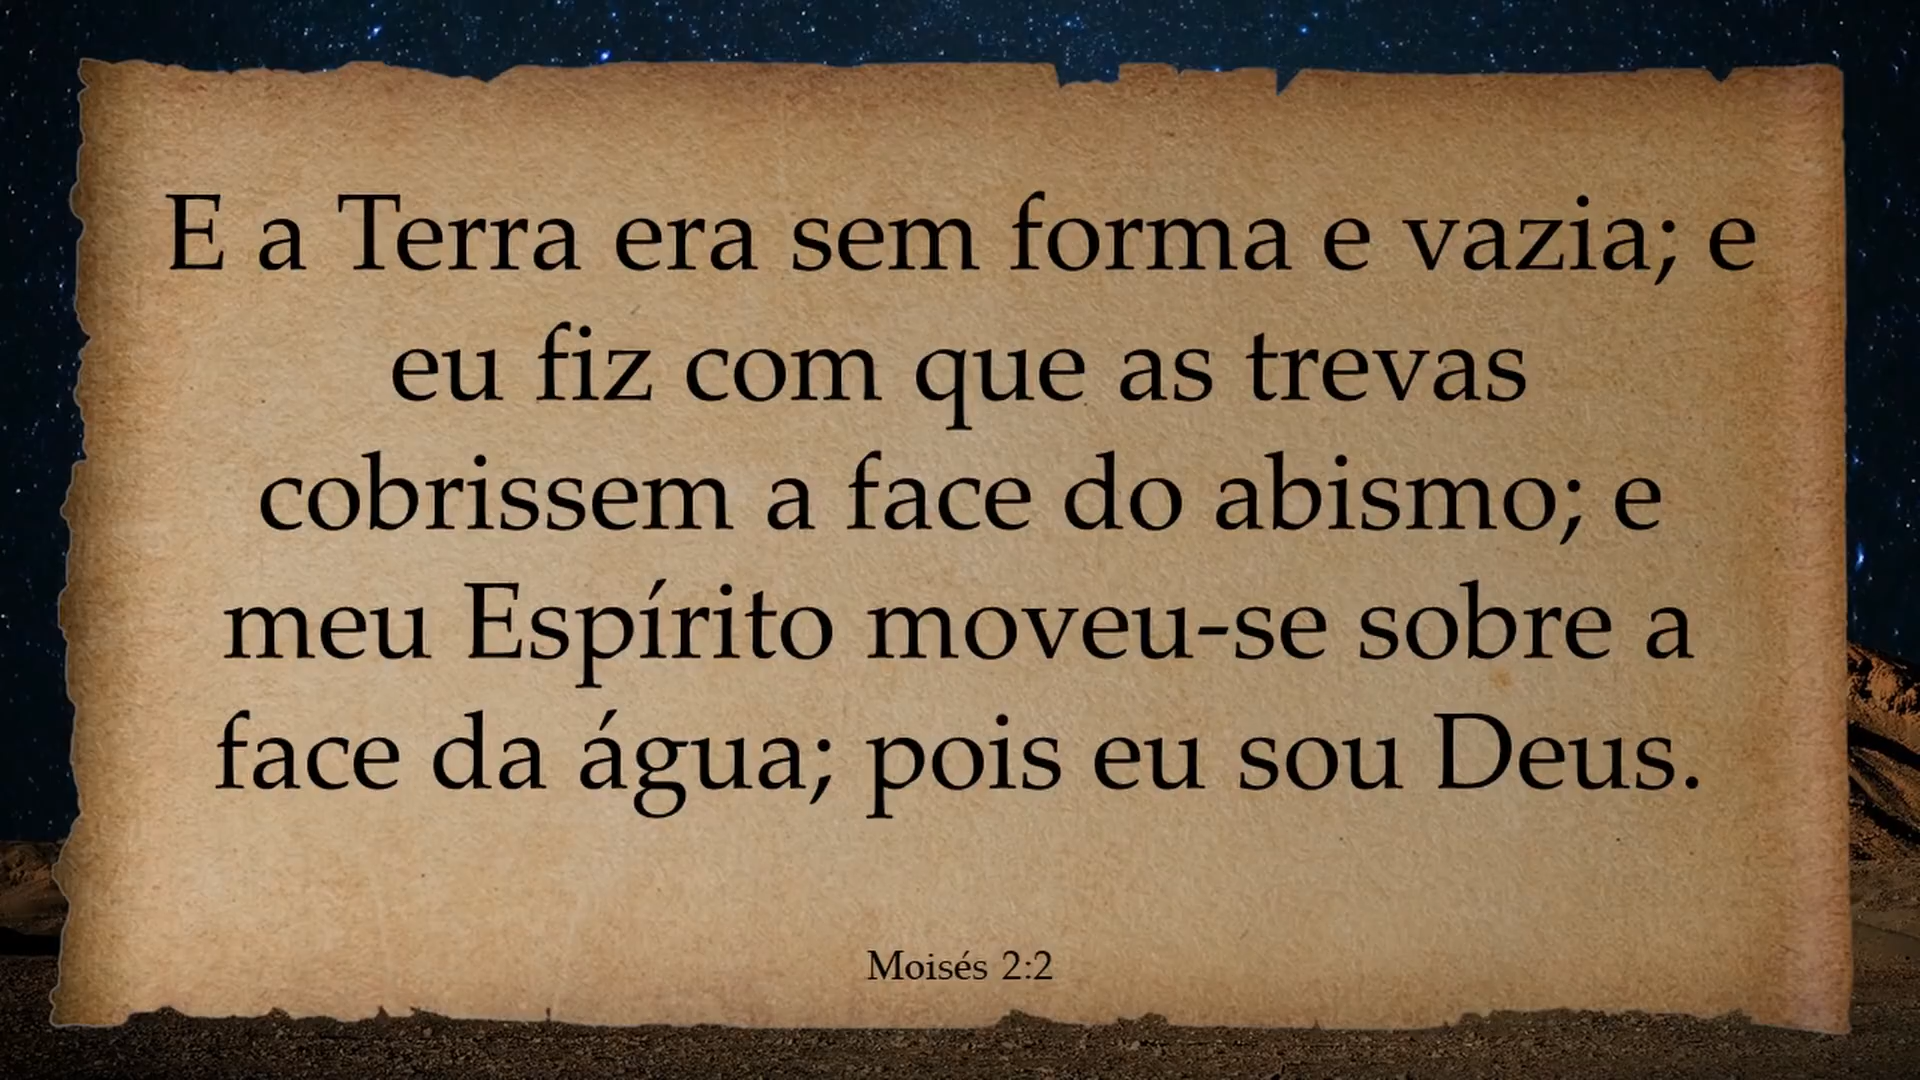 E a Terra era sem forma e vazia; e
eu fiz com que as trevas
cobrissem a face do abismo; e
meu Espírito moveu-se sobre a
face da água; pois eu sou Deus.
Moisés 2:2